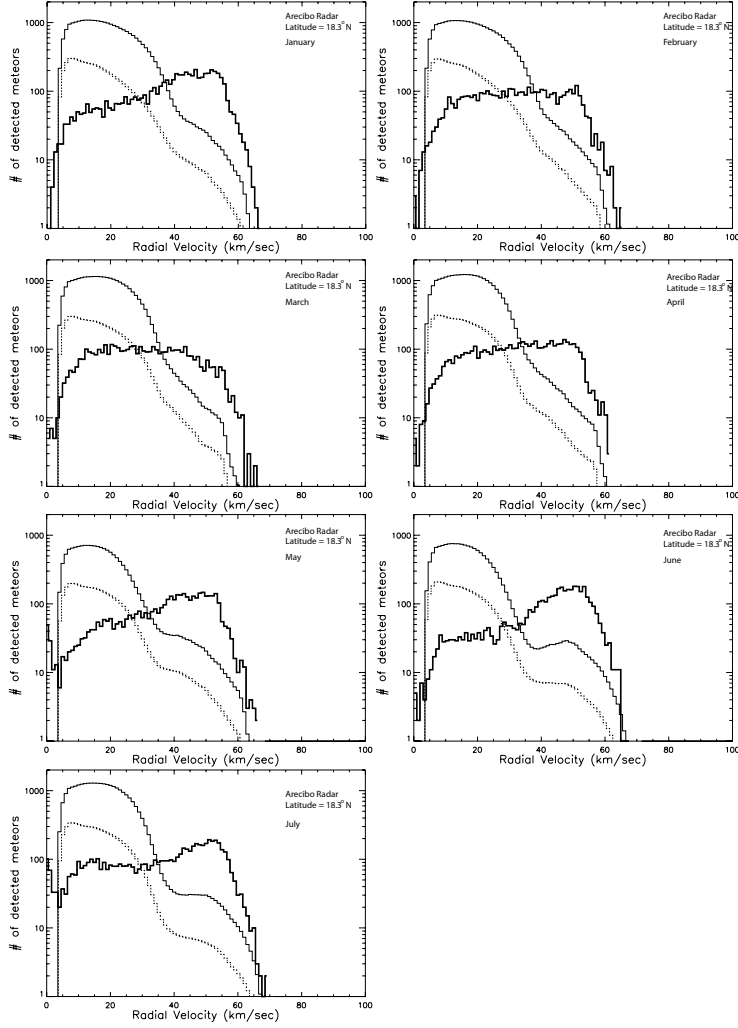 Arecibo Radar
Latitude = 18.3° N
January
# of detected meteors
1000
100
10
1
0 20 40 60 80 100
Radial Velocity (km/sec)
Arecibo Radar
Latitude = 18.3° N
February
# of detected meteors
1000
100
10
1
0 20 40 60 80 100
Radial Velocity (km/sec)
Arecibo Radar
Latitude = 18.3° N
March
# of detected meteors
1000
100
10
1
0 20 40 60 80 100
Radial Velocity (km/sec)
Arecibo Radar
Latitude = 18.3° N
April
# of detected meteors
1000
100
10
1
0 20 40 60 80 100
Radial Velocity (km/sec)
Arecibo Radar
Latitude = 18.3° N
May
# of detected meteors
1000
100
10
1
0 20 40 60 80 100
Radial Velocity (km/sec)
Arecibo Radar
Latitude = 18.3° N
June
# of detected meteors
1000
100
10
1
0 20 40 60 80 100
Radial Velocity (km/sec)
Arecibo Radar
Latitude = 18.3° N
July
# of detected meteors
1000
100
10
1
0 20 40 60 80 100
Radial Velocity (km/sec)